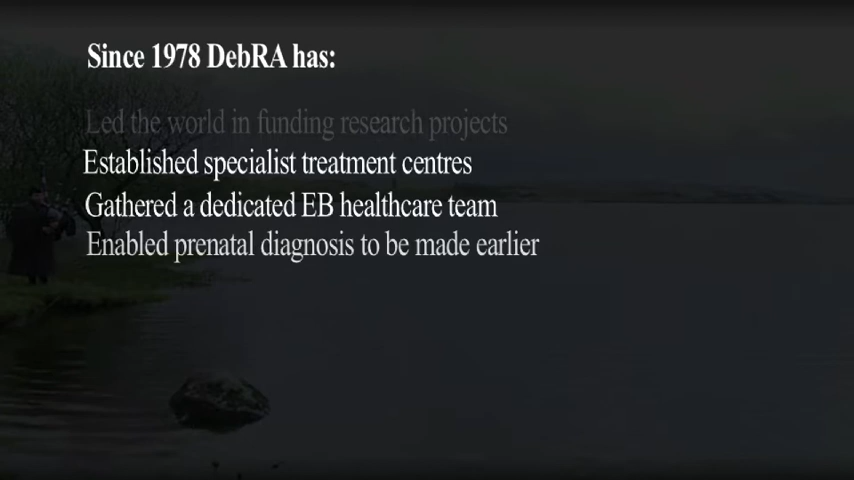 Since 1978 DebRA has:
Led the world in funding research projects
Established specialist treatment centres
Gathered a dedicated EB healthcare team
Enabled prenatal diagnosis to be made earlier